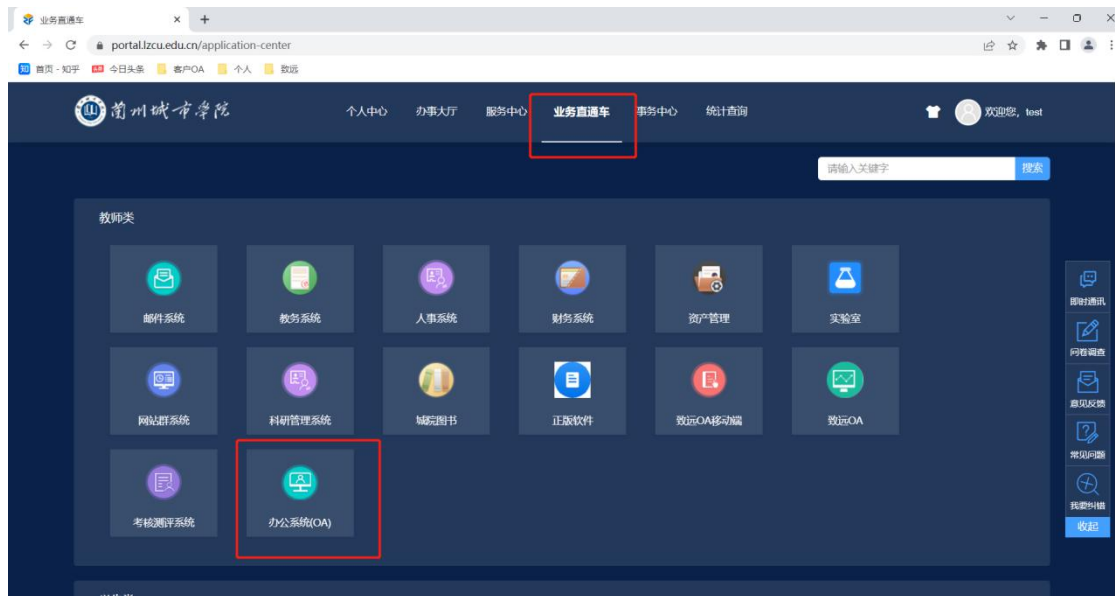 业务直通车
portal.lzcu.edu.cn/application-center
知 首页 - 知乎 今日头条 客户OA 个人 致远
兰州城市学院 个人中心 办事大厅 服务中心 业务直通车 事务中心 统计查询 欢迎您，test
请输入关键字 搜索
教师类
邮件系统 教务系统 人事系统 财务系统 资产管理 实验室
网站群系统 科研管理系统 城院图书 正版软件 致远OA移动端 致远OA
考核测评系统 办公系统(OA)
即时通讯
问卷调查
意见反馈
常见问题
我要纠错
收起